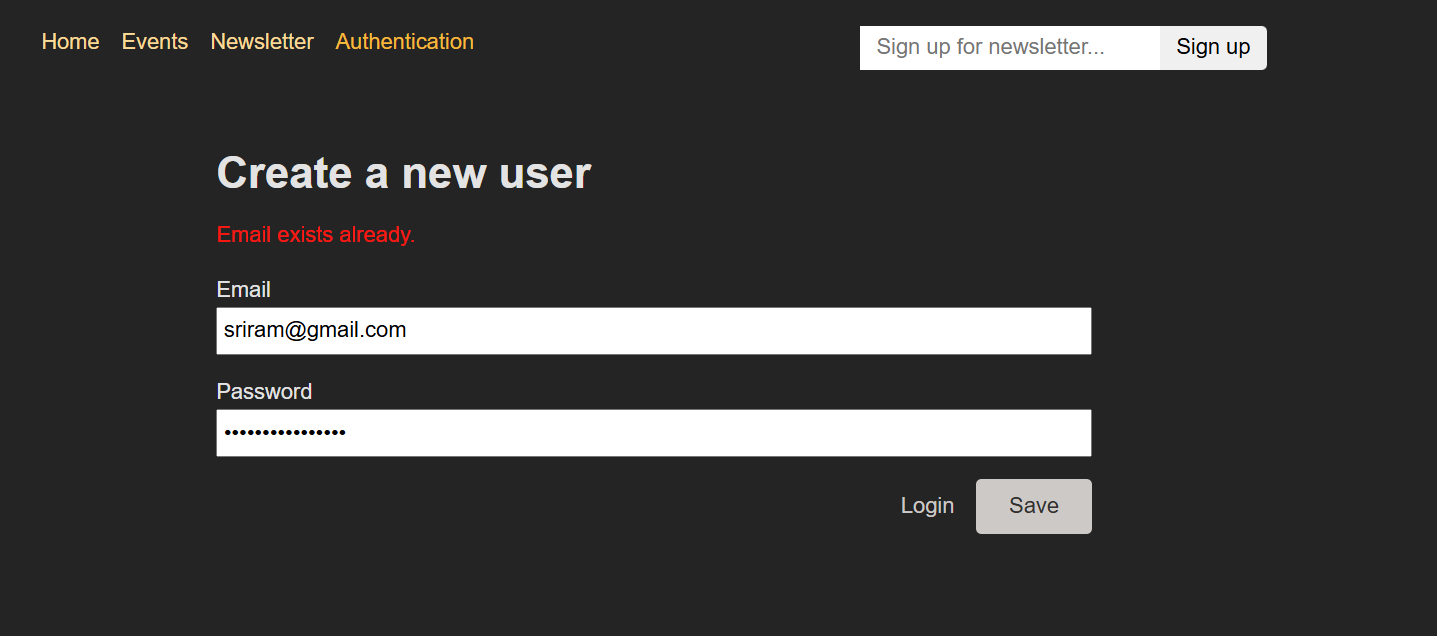 Home Events Newsletter Authentication
Sign up for newsletter... Sign up
Create a new user
Email exists already.
Email
sriram@gmail.com
Password
••••••••••••••••
Login Save